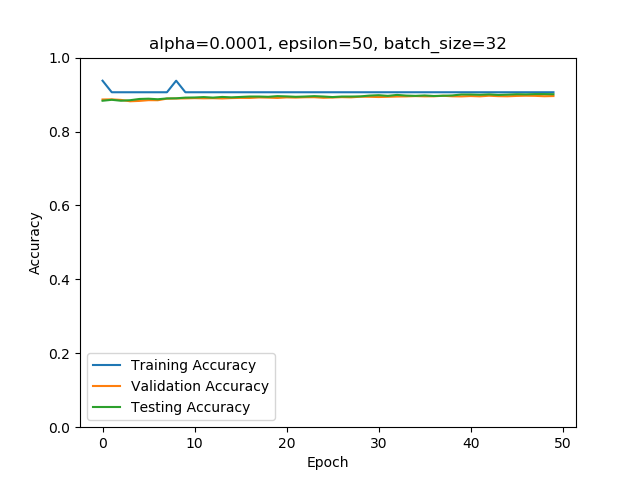 alpha=0.0001, epsilon=50, batch_size=32
1.0
0.8
0.6
0.4
0.2
0.0
Accuracy
Training Accuracy
Validation Accuracy
Testing Accuracy
0 10 20 30 40 50
Epoch